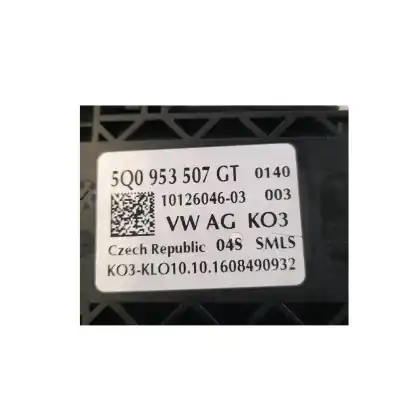 5Q0 953 507 GT 0140
10126046-03 003
VW AG KO3
Czech Republic 04S SMLS
KO3-KLO10.10.1608490932